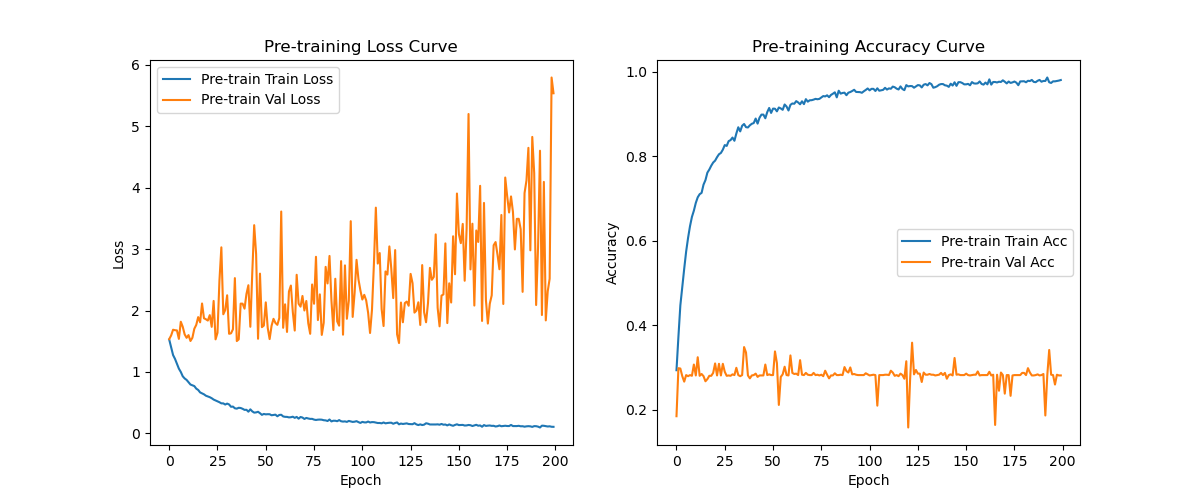 Pre-training Loss Curve
Pre-train Train Loss
Pre-train Val Loss
6
5
4
3
2
1
0
Loss
0 25 50 75 100 125 150 175 200
Epoch
Pre-training Accuracy Curve
1.0
0.8
0.6
0.4
0.2
Accuracy
Pre-train Train Acc
Pre-train Val Acc
0 25 50 75 100 125 150 175 200
Epoch